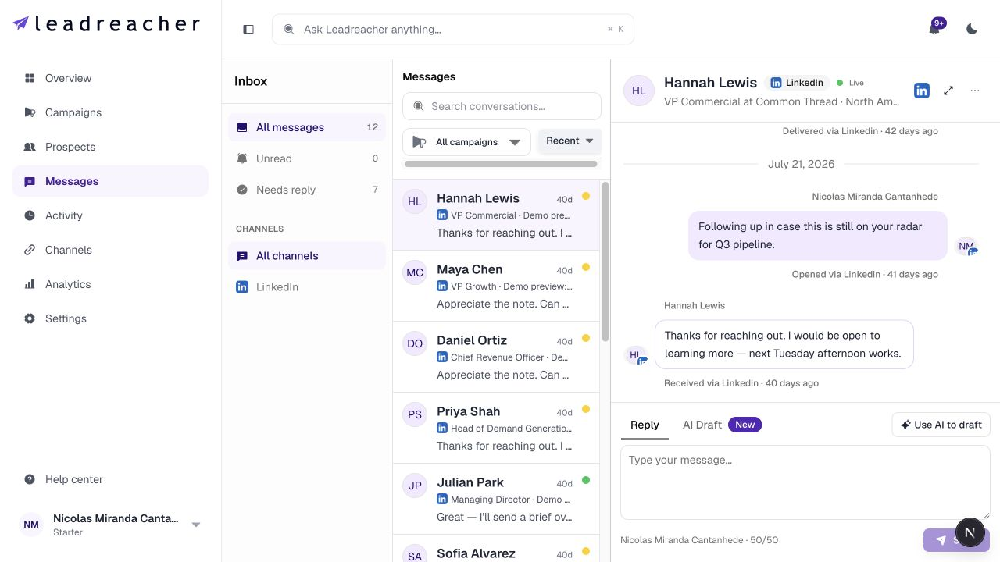 leadreacher
Overview
Campaigns
Prospects
Messages
Activity
Channels
Analytics
Settings
Help center
NM
Nicolas Miranda Canta...
Starter
Ask Leadreacher anything...
⌘ K
9+
Inbox
All messages 12
Unread 0
Needs reply 7
CHANNELS
All channels
LinkedIn
Messages
Search conversations...
All campaigns
Recent
HL
Hannah Lewis 40d
VP Commercial · Demo pre...
Thanks for reaching out. I ...
MC
Maya Chen 40d
VP Growth · Demo preview:...
Appreciate the note. Can ...
DO
Daniel Ortiz 40d
Chief Revenue Officer · De...
Appreciate the note. Can ...
PS
Priya Shah 40d
Head of Demand Generatio...
Thanks for reaching out. I ...
JP
Julian Park 40d
Managing Director · Demo ...
Great — I'll send a brief ov...
SA
Sofia Alvarez 40d
HL
Hannah Lewis
LinkedIn
Live
VP Commercial at Common Thread · North Am...
Delivered via Linkedin · 42 days ago
July 21, 2026
Nicolas Miranda Cantanhede
Following up in case this is still on your radar
for Q3 pipeline.
NM
Opened via Linkedin · 41 days ago
Hannah Lewis
Thanks for reaching out. I would be open to
learning more — next Tuesday afternoon works.
HL
Received via Linkedin · 40 days ago
Reply
AI Draft
New
Use AI to draft
Type your message...
Nicolas Miranda Cantanhede · 50/50
N